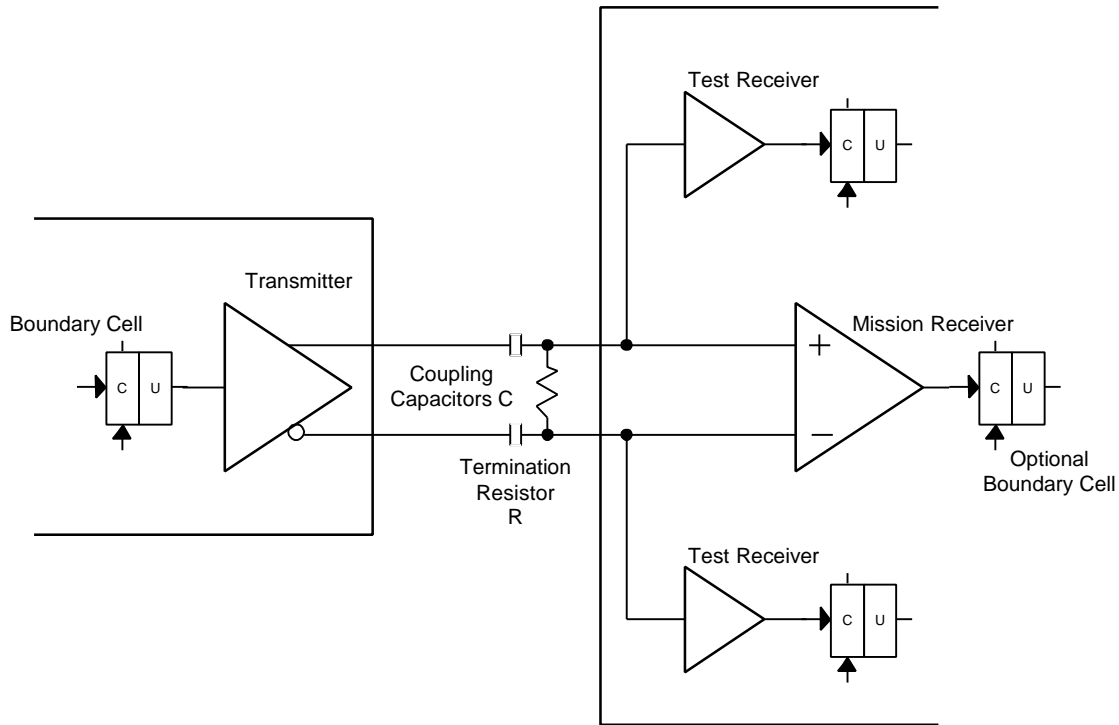 Test Receiver
C U
Transmitter
Boundary Cell
C U
Coupling
Capacitors C
Termination
Resistor
R
+
−
Mission Receiver
C U
Optional
Boundary Cell
Test Receiver
C U